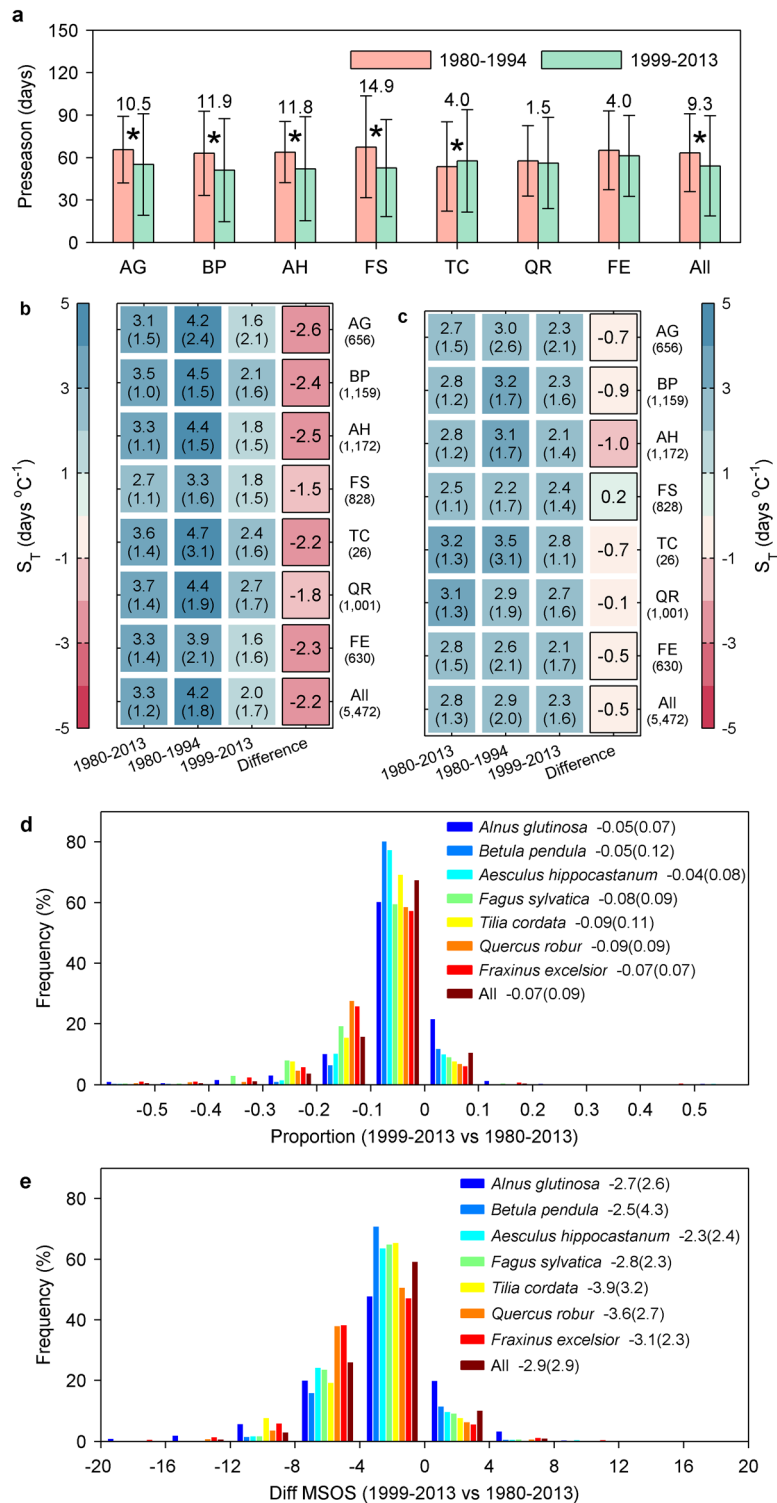 a
150
120
90
60
30
0
Preseason (days)
1980-1994
1999-2013
10.5
11.9
11.8
14.9
4.0
1.5
4.0
9.3
* * * * * *
AG BP AH FS TC QR FE All
b
5
3
1
-1
-3
-5
S_T (days °C⁻¹)
3.1 4.2 1.6 -2.6 AG
(1.5) (2.4) (2.1) (656)
3.5 4.5 2.1 -2.4 BP
(1.0) (1.5) (1.6) (1,159)
3.3 4.4 1.8 -2.5 AH
(1.1) (1.5) (1.5) (1,172)
2.7 3.3 1.8 -1.5 FS
(1.1) (1.6) (1.5) (828)
3.6 4.7 2.4 -2.2 TC
(1.4) (3.1) (1.6) (26)
3.7 4.4 2.7 -1.8 QR
(1.4) (1.9) (1.7) (1,001)
3.3 3.9 1.6 -2.3 FE
(1.4) (2.1) (1.6) (630)
3.3 4.2 2.0 -2.2 All
(1.2) (1.8) (1.7) (5,472)
1980-2013 1980-1994 1999-2013 Difference
c
2.7 3.0 2.3 -0.7 AG
(1.5) (2.6) (2.1) (656)
2.8 3.2 2.3 -0.9 BP
(1.2) (1.7) (1.6) (1,159)
2.8 3.1 2.1 -1.0 AH
(1.2) (1.7) (1.4) (1,172)
2.5 2.2 2.4 0.2 FS
(1.1) (1.7) (1.4) (828)
3.2 3.5 2.8 -0.7 TC
(1.3) (3.1) (1.1) (26)
3.1 2.9 2.7 -0.1 QR
(1.3) (1.9) (1.6) (1,001)
2.8 2.6 2.1 -0.5 FE
(1.5) (2.1) (1.7) (630)
2.8 2.9 2.3 -0.5 All
(1.3) (2.0) (1.6) (5,472)
1980-2013 1980-1994 1999-2013 Difference
5
3
1
-1
-3
-5
S_T (days °C⁻¹)
d
80
60
40
20
0
Frequency (%)
Alnus glutinosa -0.05(0.07)
Betula pendula -0.05(0.12)
Aesculus hippocastanum -0.04(0.08)
Fagus sylvatica -0.08(0.09)
Tilia cordata -0.09(0.11)
Quercus robur -0.09(0.09)
Fraxinus excelsior -0.07(0.07)
All -0.07(0.09)
-0.5 -0.4 -0.3 -0.2 -0.1 0 0.1 0.2 0.3 0.4 0.5
Proportion (1999-2013 vs 1980-2013)
e
80
60
40
20
0
Frequency (%)
Alnus glutinosa -2.7(2.6)
Betula pendula -2.5(4.3)
Aesculus hippocastanum -2.3(2.4)
Fagus sylvatica -2.8(2.3)
Tilia cordata -3.9(3.2)
Quercus robur -3.6(2.7)
Fraxinus excelsior -3.1(2.3)
All -2.9(2.9)
-20 -16 -12 -8 -4 0 4 8 12 16 20
Diff MSOS (1999-2013 vs 1980-2013)